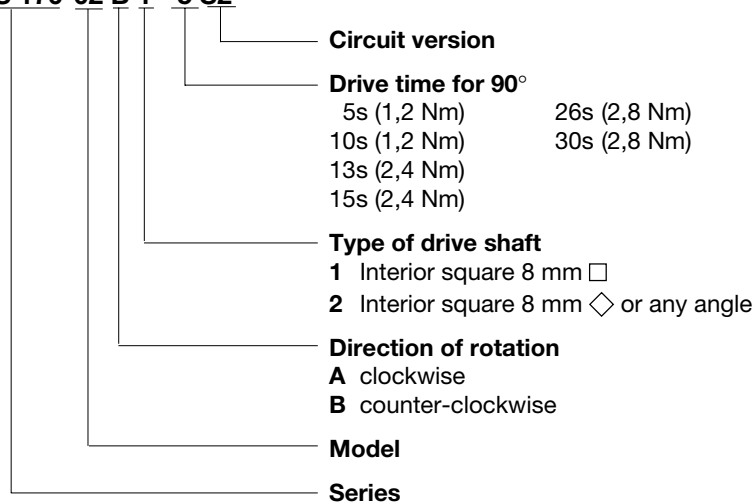 Circuit version
Drive time for 90°
5s (1,2 Nm) 26s (2,8 Nm)
10s (1,2 Nm) 30s (2,8 Nm)
13s (2,4 Nm)
15s (2,4 Nm)
Type of drive shaft
1 Interior square 8 mm □
2 Interior square 8 mm ◇ or any angle
Direction of rotation
A clockwise
B counter-clockwise
Model
Series